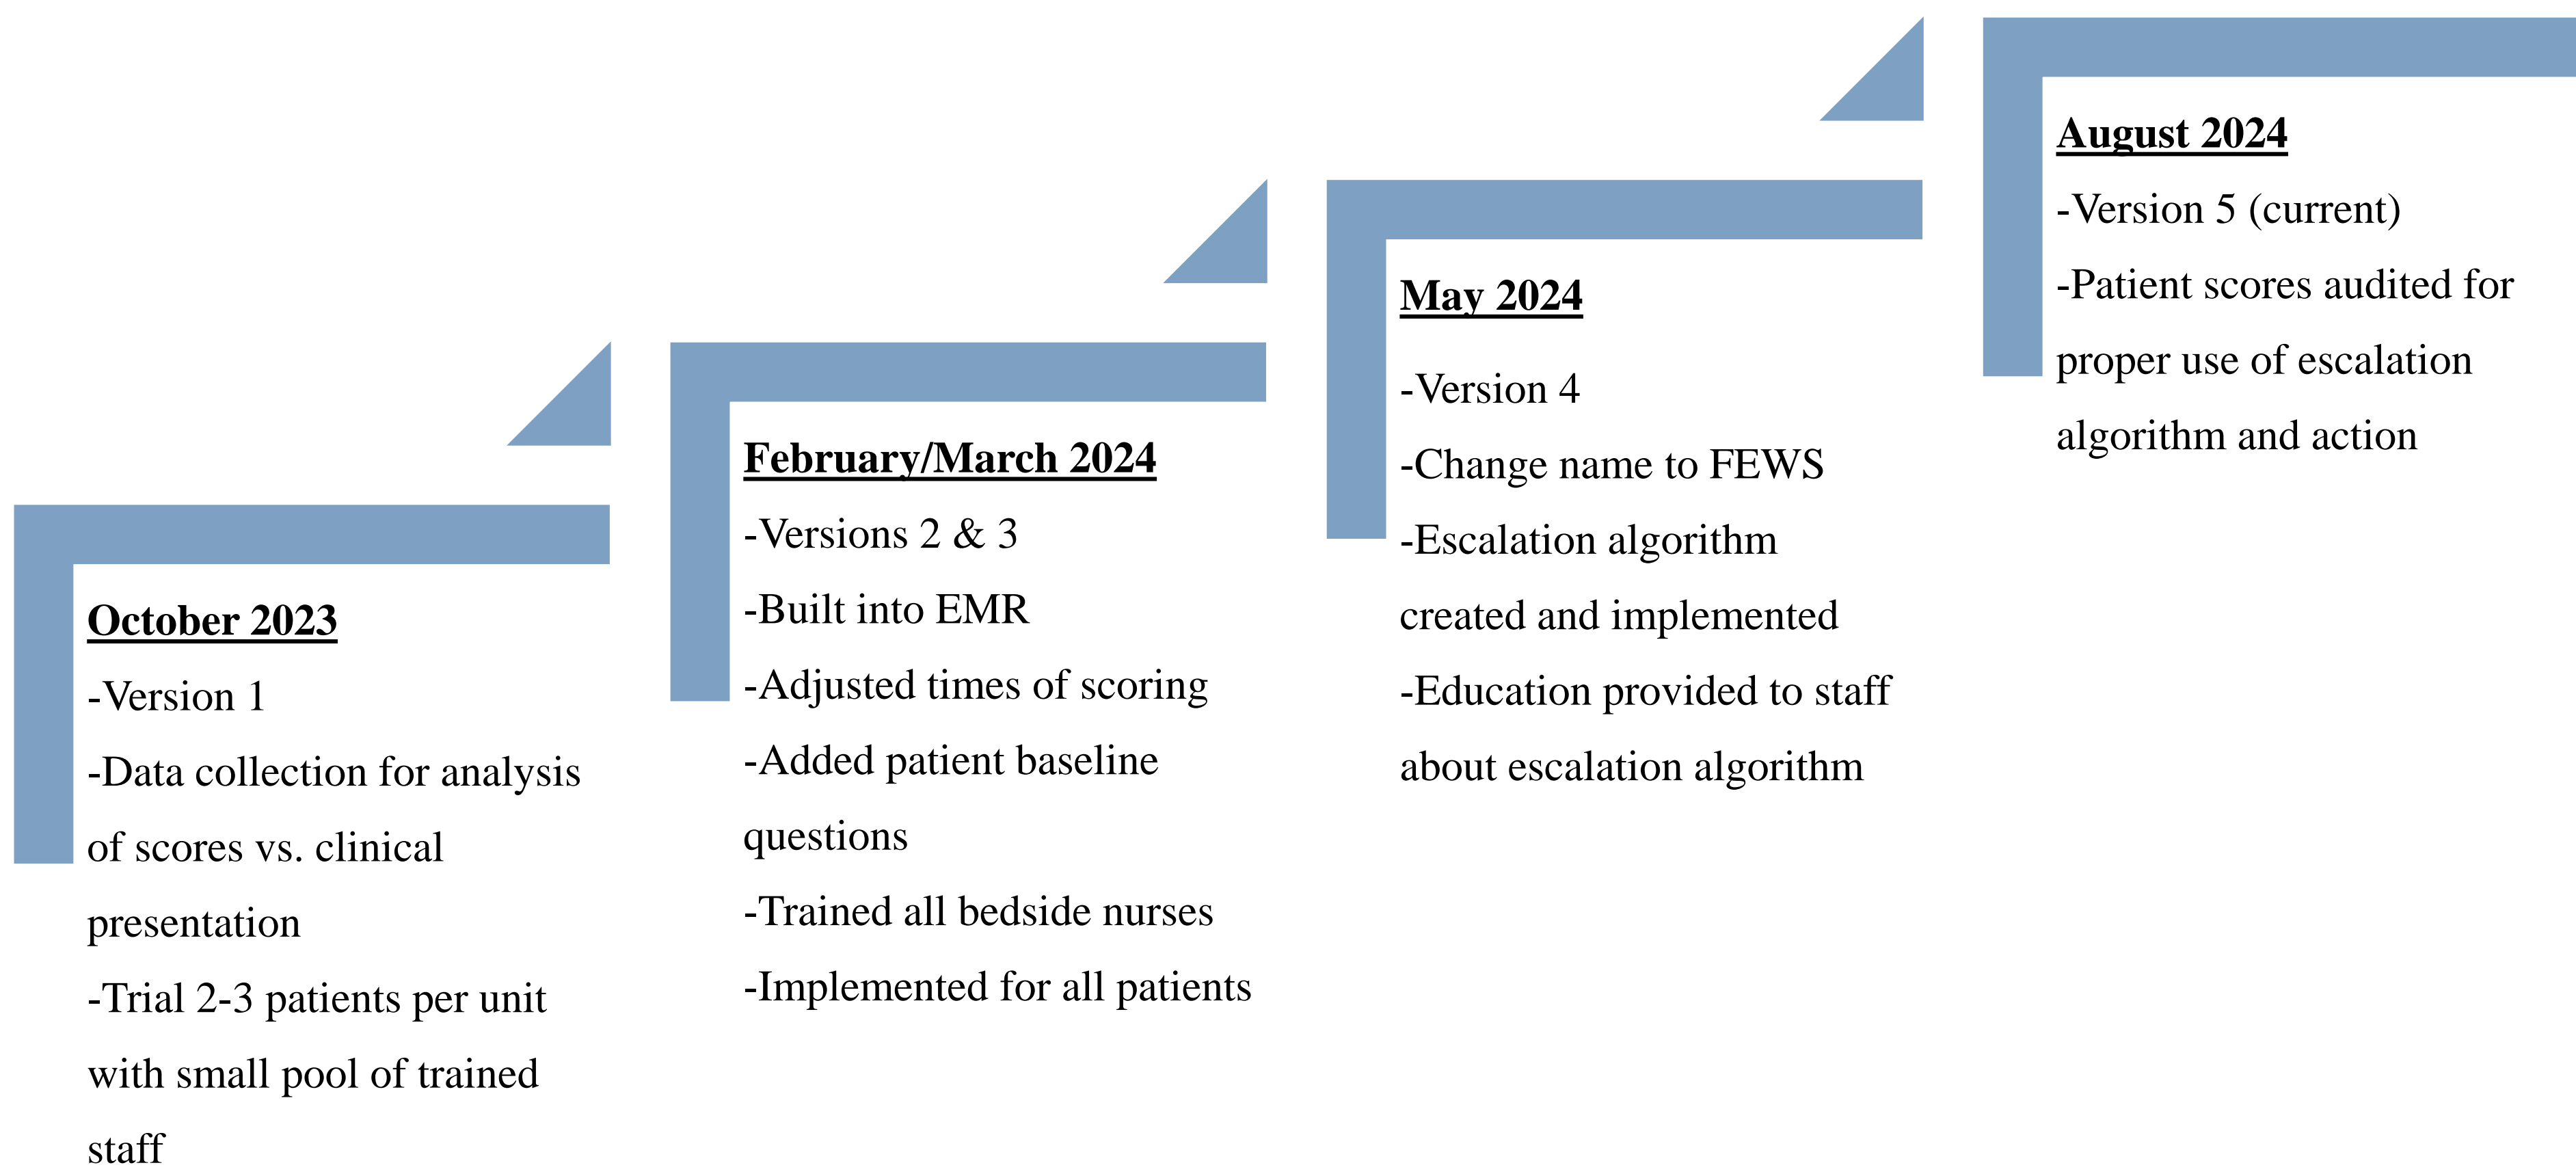 October 2023
-Version 1
-Data collection for analysis
of scores vs. clinical
presentation
-Trial 2-3 patients per unit
with small pool of trained
staff
February/March 2024
-Versions 2 & 3
-Built into EMR
-Adjusted times of scoring
-Added patient baseline
questions
-Trained all bedside nurses
-Implemented for all patients
May 2024
-Version 4
-Change name to FEWS
-Escalation algorithm
created and implemented
-Education provided to staff
about escalation algorithm
August 2024
-Version 5 (current)
-Patient scores audited for
proper use of escalation
algorithm and action